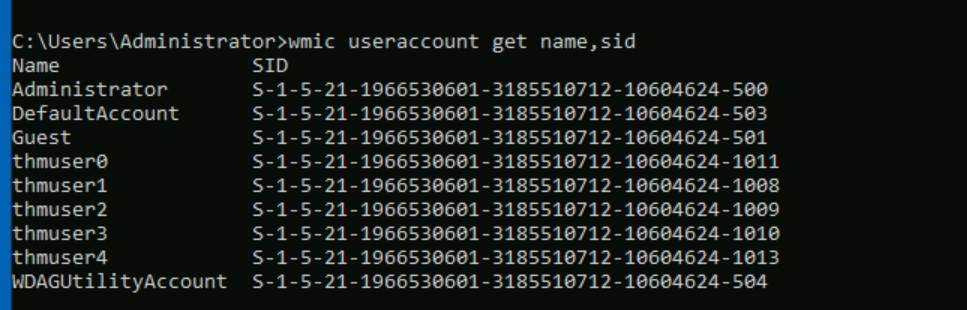 C:\Users\Administrator>wmic useraccount get name,sid
Name                SID
Administrator       S-1-5-21-1966530601-3185510712-10604624-500
DefaultAccount      S-1-5-21-1966530601-3185510712-10604624-503
Guest               S-1-5-21-1966530601-3185510712-10604624-501
thmuser0            S-1-5-21-1966530601-3185510712-10604624-1011
thmuser1            S-1-5-21-1966530601-3185510712-10604624-1008
thmuser2            S-1-5-21-1966530601-3185510712-10604624-1009
thmuser3            S-1-5-21-1966530601-3185510712-10604624-1010
thmuser4            S-1-5-21-1966530601-3185510712-10604624-1013
WDAGUtilityAccount  S-1-5-21-1966530601-3185510712-10604624-504